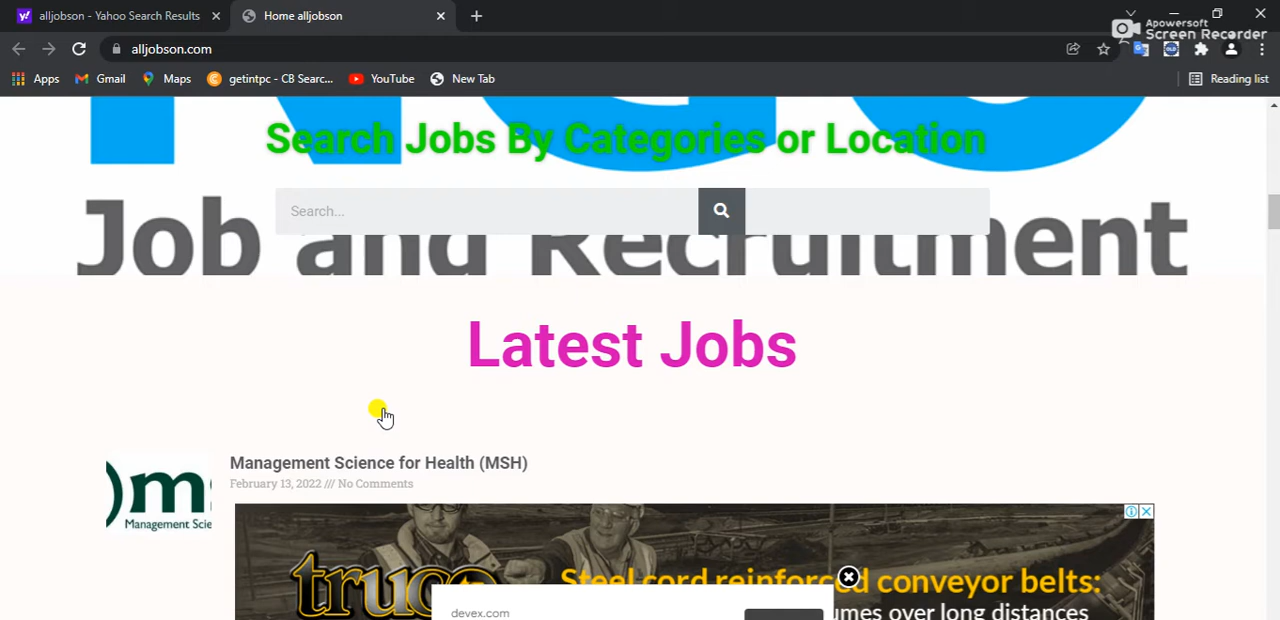 alljobson - Yahoo Search Results
Home alljobson
Apowersoft
Screen Recorder
alljobson.com
Apps
Gmail
Maps
getintpc - CB Searc...
YouTube
New Tab
Reading list
Search Jobs By Categories or Location
Search...
Job and Recruitment
Latest Jobs
Management Science for Health (MSH)
February 13, 2022 /// No Comments
Management Scie
Steel cord reinforced conveyor belts:
umes over long distances
devex.com